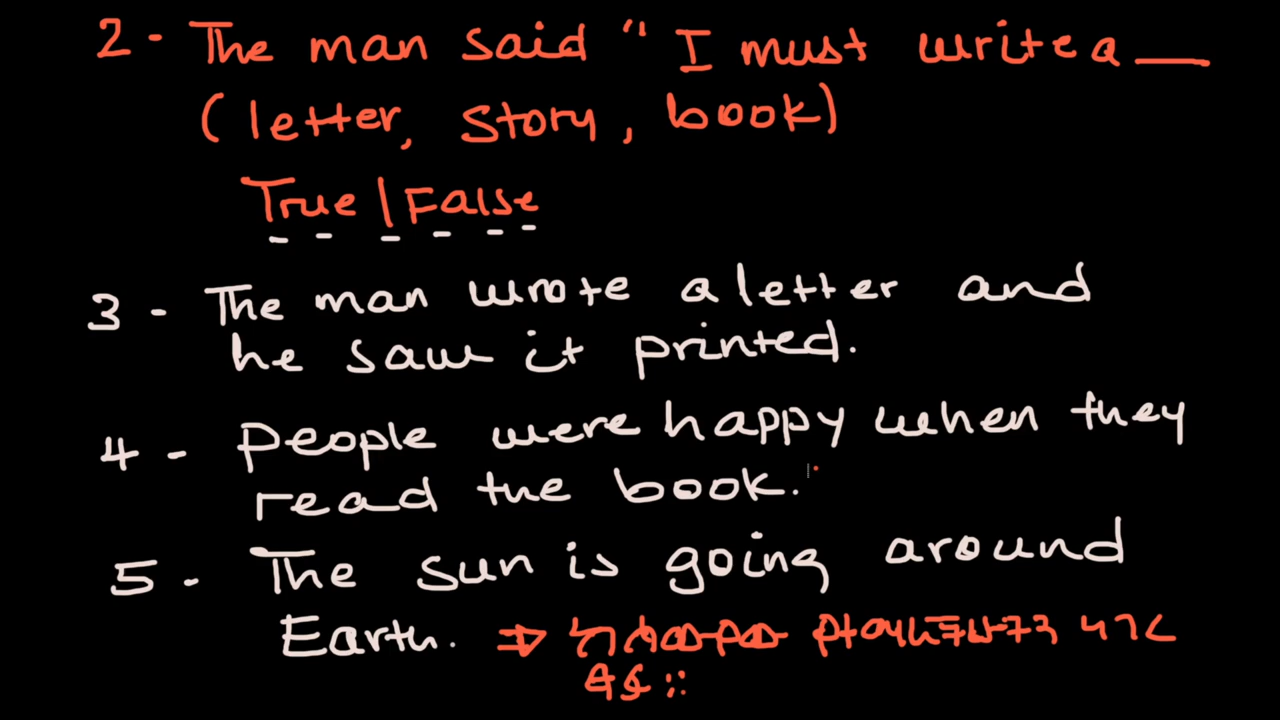 2 - The man said " I must write a ___
(letter, story, book)
True | False
3 - The man wrote a letter and
he saw it printed.
4 - People were happy when they
read the book.
5 - The sun is going around
Earth. ⇒ ነገር
::